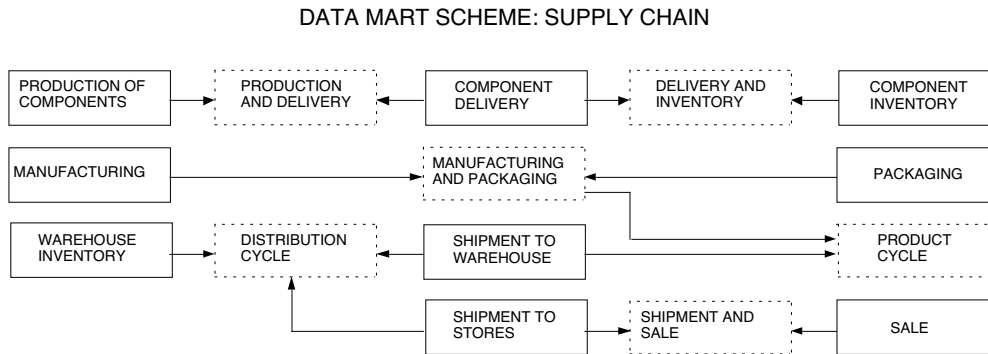 DATA MART SCHEME: SUPPLY CHAIN
PRODUCTION OF
COMPONENTS
PRODUCTION
AND DELIVERY
COMPONENT
DELIVERY
DELIVERY AND
INVENTORY
COMPONENT
INVENTORY
MANUFACTURING
MANUFACTURING
AND PACKAGING
PACKAGING
WAREHOUSE
INVENTORY
DISTRIBUTION
CYCLE
SHIPMENT TO
WAREHOUSE
PRODUCT
CYCLE
SHIPMENT TO
STORES
SHIPMENT AND
SALE
SALE